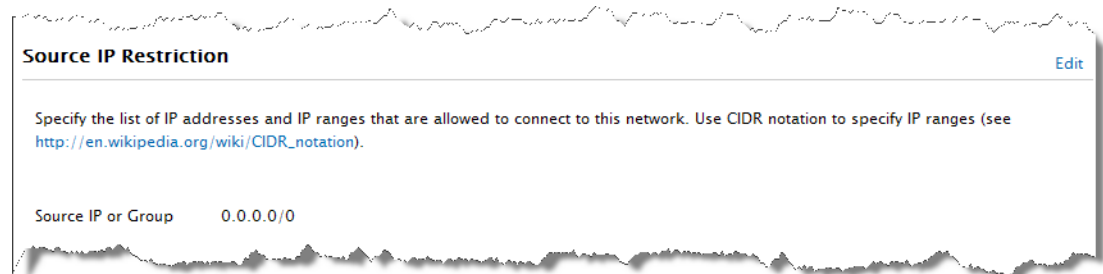 Source IP Restriction
Edit
Specify the list of IP addresses and IP ranges that are allowed to connect to this network. Use CIDR notation to specify IP ranges (see
http://en.wikipedia.org/wiki/CIDR_notation).
Source IP or Group 0.0.0.0/0